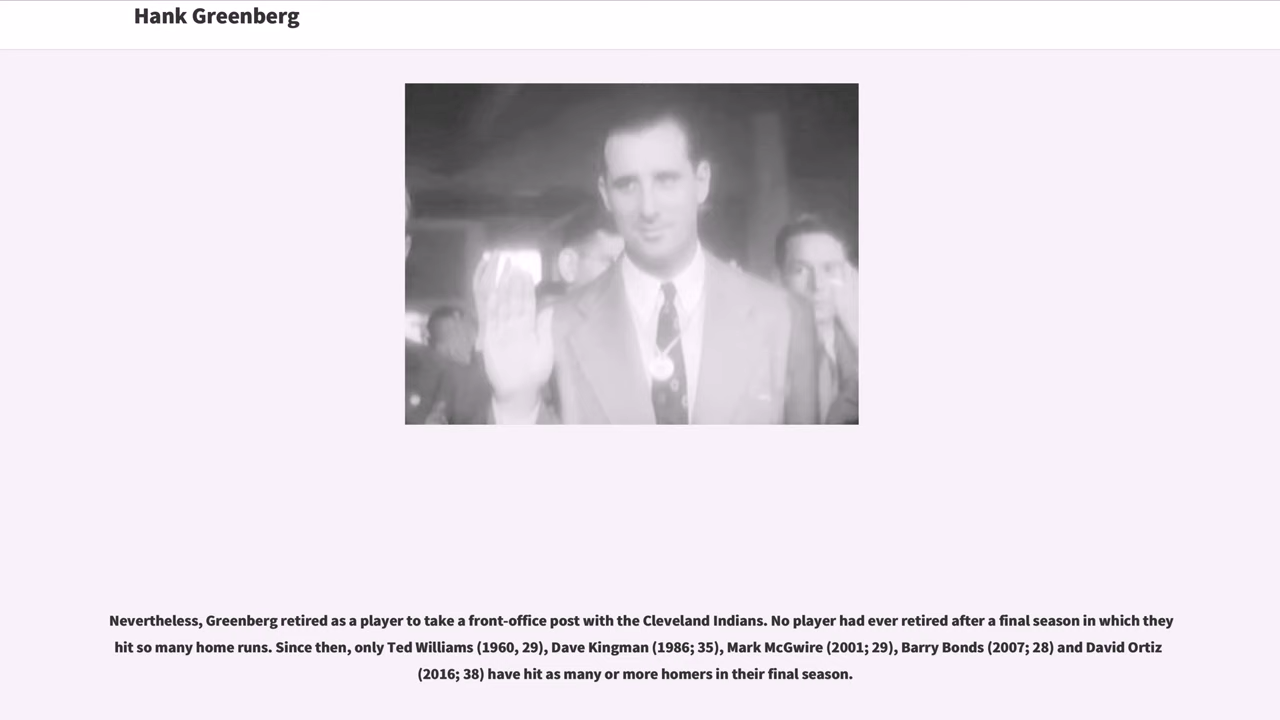 Hank Greenberg
Nevertheless, Greenberg retired as a player to take a front-office post with the Cleveland Indians. No player had ever retired after a final season in which they
hit so many home runs. Since then, only Ted Williams (1960, 29), Dave Kingman (1986; 35), Mark McGwire (2001; 29), Barry Bonds (2007; 28) and David Ortiz
(2016; 38) have hit as many or more homers in their final season.